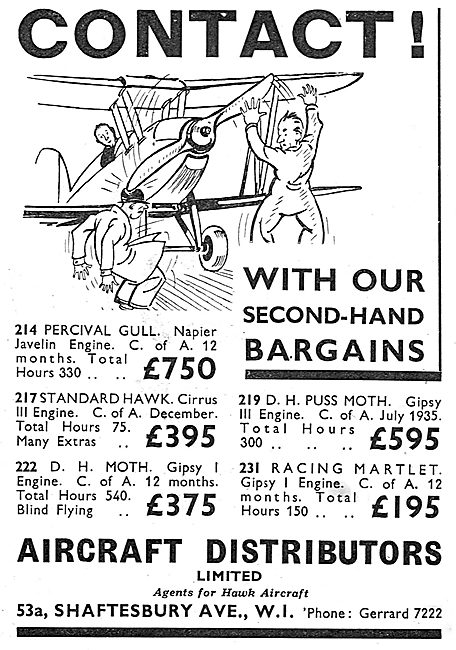 CONTACT!
WITH OUR
SECOND-HAND
BARGAINS
214 PERCIVAL GULL. Napier
Javelin Engine. C. of A. 12
months. Total
Hours 330 .. .. £750
217 STANDARD HAWK. Cirrus
III Engine. C. of A. December.
Total Hours 75.
Many Extras .. £395
222 D. H. MOTH. Gipsy I
Engine. C. of A. 12 months.
Total Hours 540.
Blind Flying .. £375
219 D. H. PUSS MOTH. Gipsy
III Engine. C. of A. July 1935.
Total Hours
300 .. .. £595
231 RACING MARTLET.
Gipsy I Engine. C. of A. 12
months. Total
Hours 150 .. .. £195
AIRCRAFT DISTRIBUTORS
LIMITED
Agents for Hawk Aircraft
53a, SHAFTESBURY AVE., W.I. 'Phone: Gerrard 7222